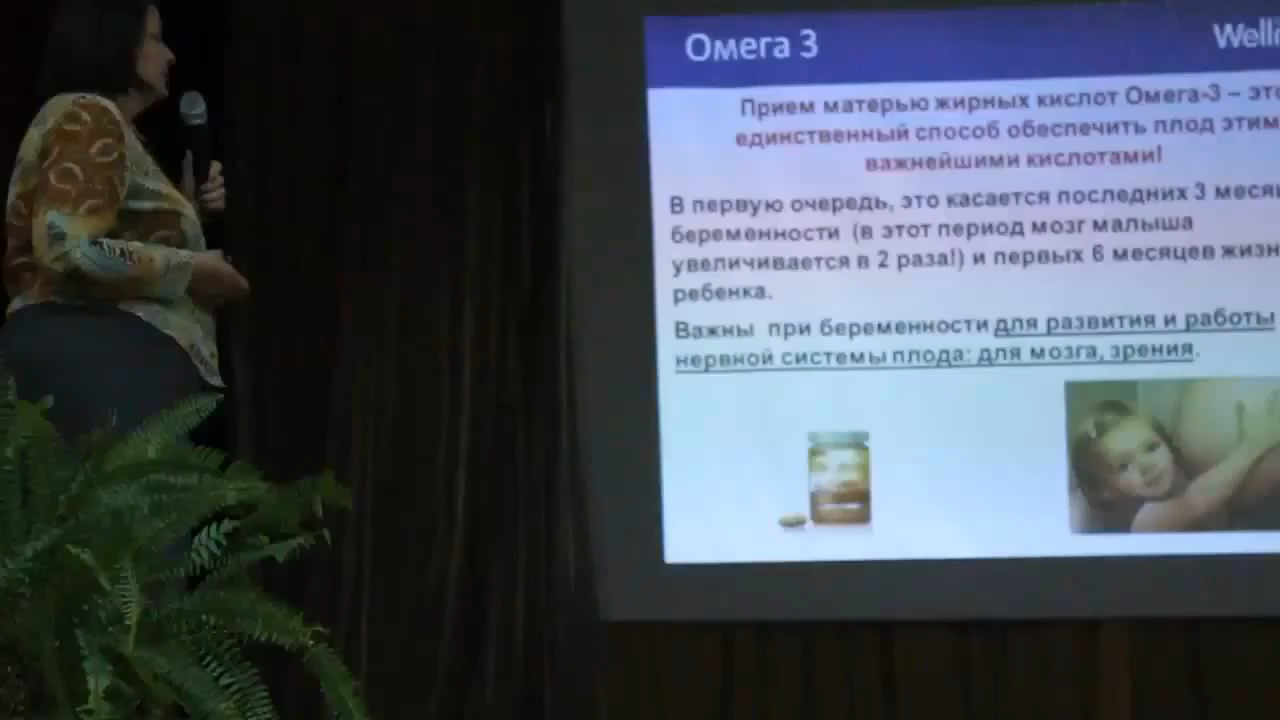 Омега 3
Прием матерью жирных кислот Омега-3 – это
единственный способ обеспечить плод этим
важнейшими кислотами!
В первую очередь, это касается последних 3
беременности (в этот период мозг малыша
увеличивается в 2 раза!) и первых 6 месяцев
ребенка.
Важны при беременности для развития и работы
нервной системы плода: для мозга, зрения.